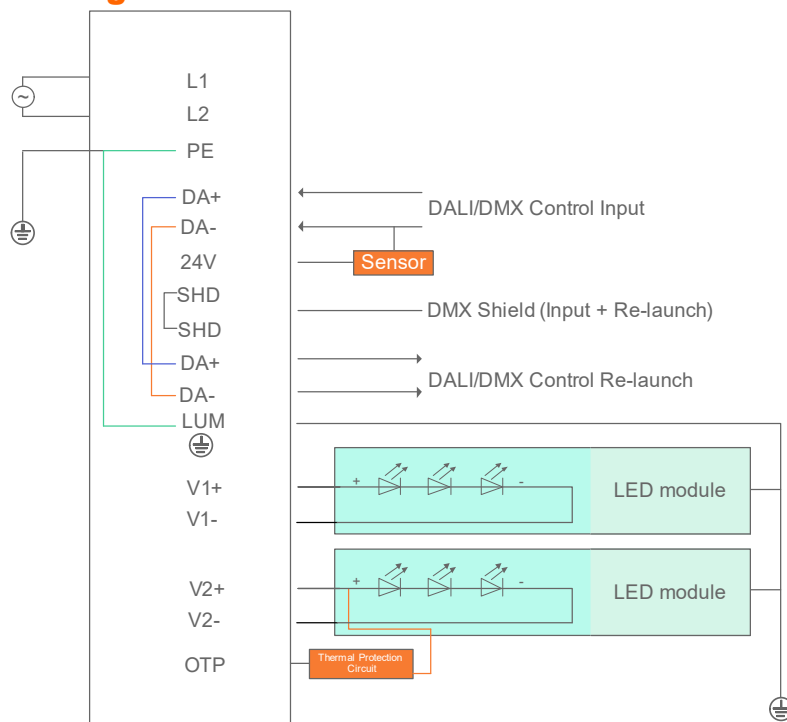 L1
L2
PE
DA+
DALI/DMX Control Input
DA-
24V
Sensor
SHD
DMX Shield (Input + Re-launch)
SHD
DA+
DALI/DMX Control Re-launch
DA-
LUM
V1+
+
-
LED module
V1-
V2+
+
-
LED module
V2-
OTP
Thermal Protection
Circuit